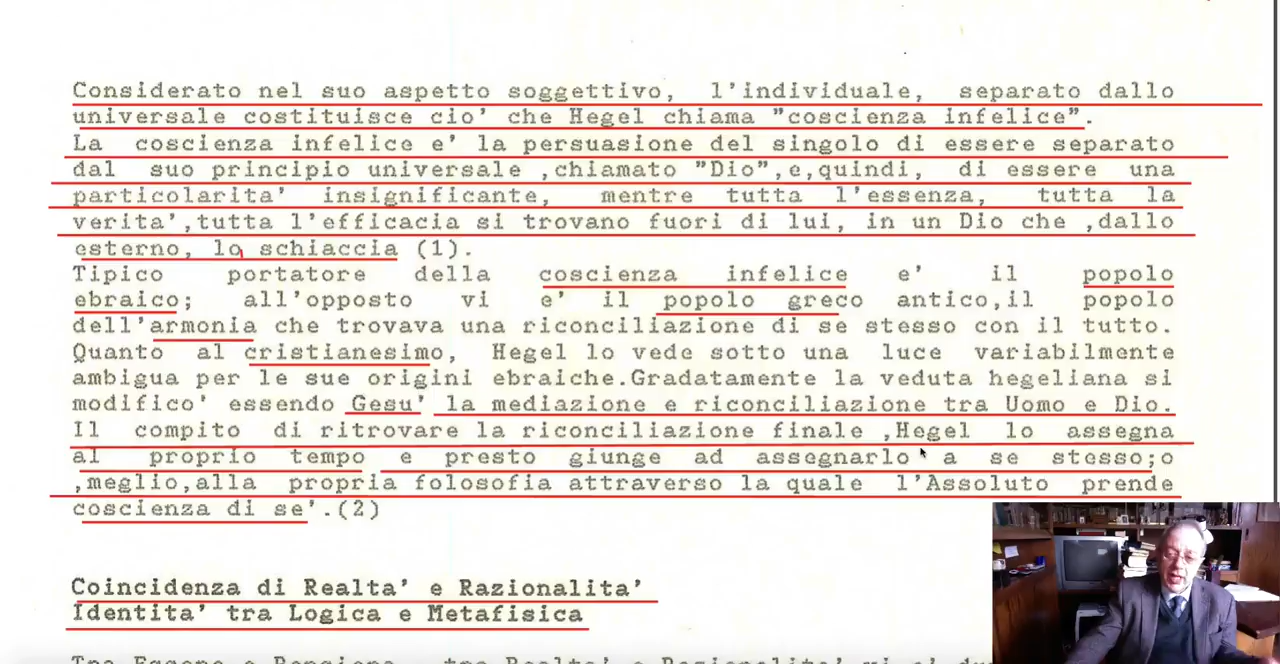 Considerato nel suo aspetto soggettivo, l'individuale, separato dallo
universale costituisce cio' che Hegel chiama "coscienza infelice".
La coscienza infelice e' la persuasione del singolo di essere separato
dal suo principio universale ,chiamato "Dio",e,quindi, di essere una
particolarita' insignificante, mentre tutta l'essenza, tutta la
verita',tutta l'efficacia si trovano fuori di lui, in un Dio che ,dallo
esterno, lo schiaccia (1).
Tipico portatore della coscienza infelice e' il popolo
ebraico; all'opposto vi e' il popolo greco antico,il popolo
dell'armonia che trovava una riconciliazione di se stesso con il tutto.
Quanto al cristianesimo, Hegel lo vede sotto una luce variabilmente
ambigua per le sue origini ebraiche.Gradatamente la veduta hegeliana si
modifico' essendo Gesu' la mediazione e riconciliazione tra Uomo e Dio.
Il compito di ritrovare la riconciliazione finale ,Hegel lo assegna
al proprio tempo e presto giunge ad assegnarlo a se stesso;o
,meglio,alla propria folosofia attraverso la quale l'Assoluto prende
coscienza di se'.(2)
Coincidenza di Realta' e Razionalita'
Identita' tra Logica e Metafisica